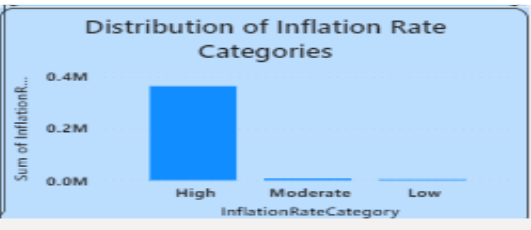 Distribution of Inflation Rate
Categories
Sum of InflationR...
0.4M
0.2M
0.0M
High Moderate Low
InflationRateCategory